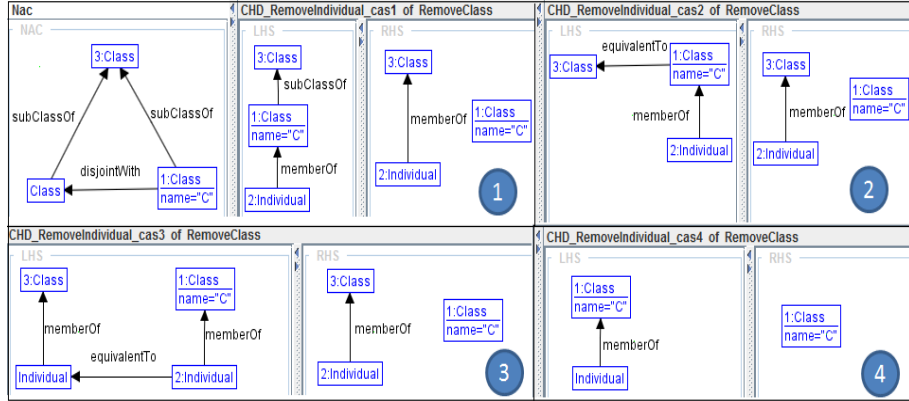 Nac
CHD_RemoveIndividual_cas1 of RemoveClass
CHD_RemoveIndividual_cas2 of RemoveClass
NAC
3:Class
subClassOf
subClassOf
disjointWith
Class
1:Class
name="C"
LHS
3:Class
subClassOf
1:Class
name="C"
memberOf
2:Individual
RHS
3:Class
memberOf
1:Class
name="C"
2:Individual
1
LHS
equivalentTo
3:Class
1:Class
name="C"
memberOf
2:Individual
RHS
3:Class
memberOf
1:Class
name="C"
2:Individual
2
CHD_RemoveIndividual_cas3 of RemoveClass
CHD_RemoveIndividual_cas4 of RemoveClass
LHS
3:Class
1:Class
name="C"
memberOf
memberOf
equivalentTo
Individual
2:Individual
RHS
3:Class
memberOf
1:Class
name="C"
2:Individual
3
LHS
1:Class
name="C"
memberOf
Individual
RHS
1:Class
name="C"
4